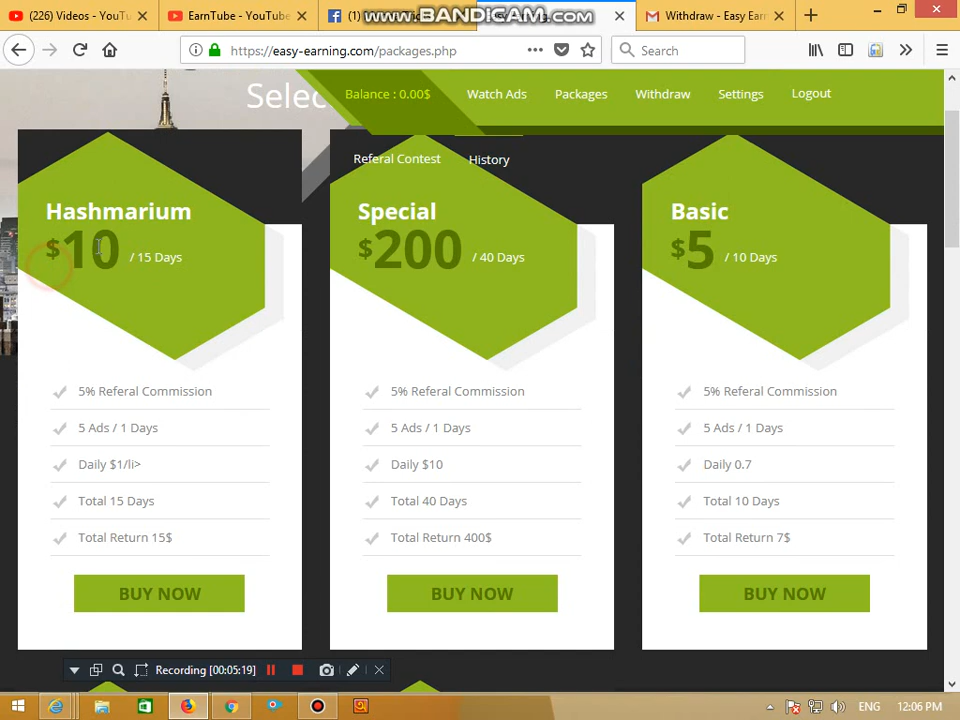 (226) Videos - YouTu
EarnTube - YouTube
(1)
Withdraw - Easy Earn
www.BANDICAM.com
https://easy-earning.com/packages.php
Search
Selec
Balance : 0.00$
Watch Ads
Packages
Withdraw
Settings
Logout
Referal Contest
History
Hashmarium
$10 / 15 Days
5% Referal Commission
5 Ads / 1 Days
Daily $1/li>
Total 15 Days
Total Return 15$
BUY NOW
Special
$200 / 40 Days
5% Referal Commission
5 Ads / 1 Days
Daily $10
Total 40 Days
Total Return 400$
BUY NOW
Basic
$5 / 10 Days
5% Referal Commission
5 Ads / 1 Days
Daily 0.7
Total 10 Days
Total Return 7$
BUY NOW
Recording [00:05:19]
ENG
12:06 PM